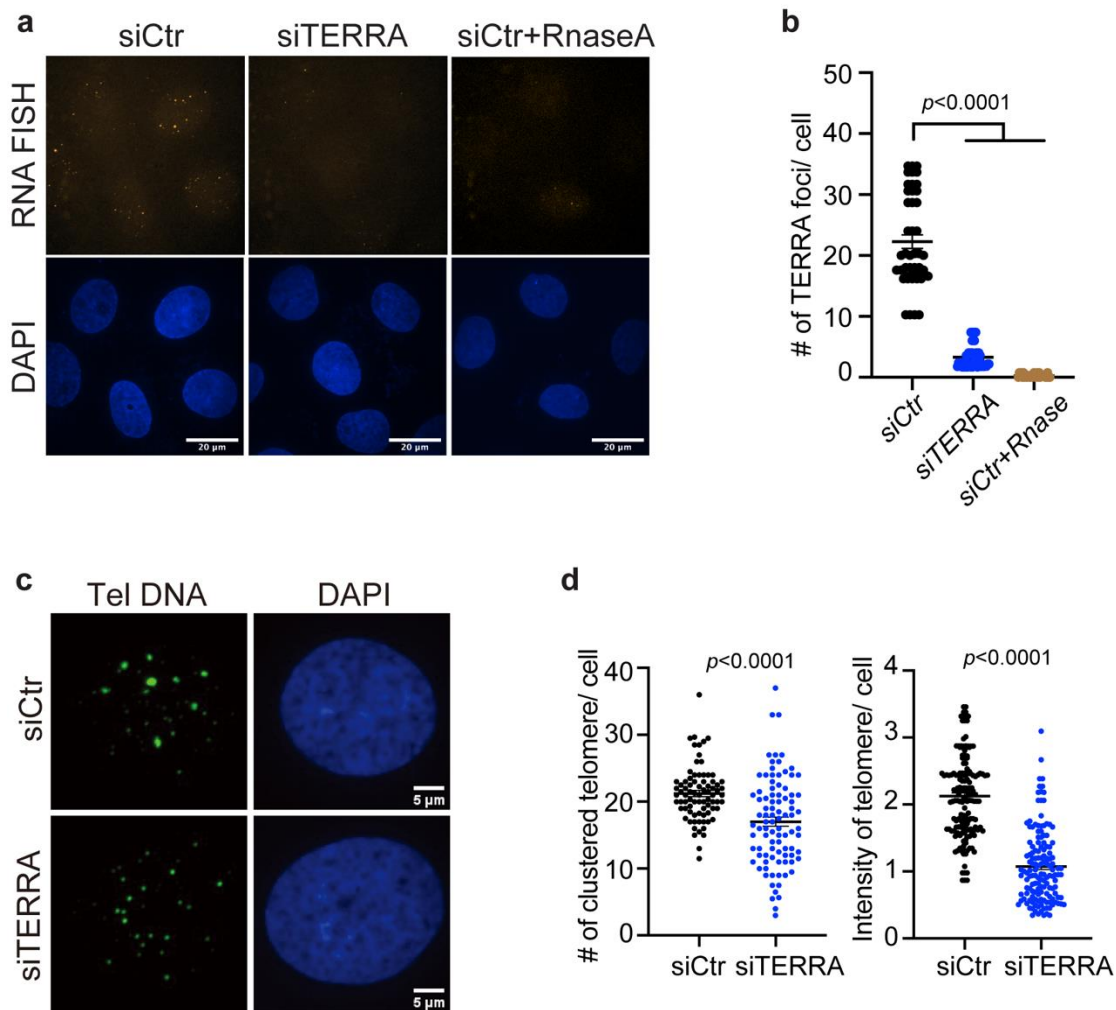 a
siCtr siTERRA siCtr+RnaseA
RNA FISH
DAPI
20 µm 20 µm 20 µm
b
# of TERRA foci/ cell
50
40
30
20
10
0
p<0.0001
siCtr siTERRA siCtr+Rnase
c
Tel DNA DAPI
siCtr
5 µm
siTERRA
5 µm
d
# of clustered telomere/ cell
40
30
20
10
0
p<0.0001
siCtr siTERRA
Intensity of telomere/ cell
4
3
2
1
0
p<0.0001
siCtr siTERRA